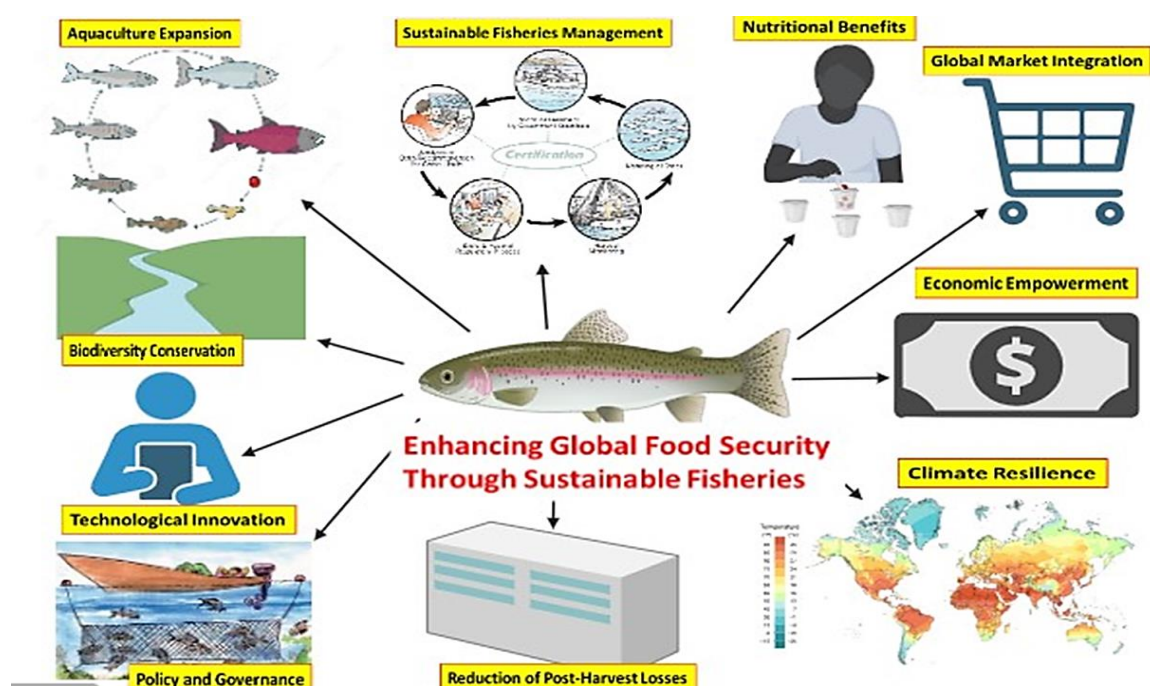 Aquaculture Expansion
Sustainable Fisheries Management
Nutritional Benefits
Global Market Integration
Certification
Economic Empowerment
Biodiversity Conservation
$
Enhancing Global Food Security
Through Sustainable Fisheries
Climate Resilience
Technological Innovation
Temperature
Policy and Governance
Reduction of Post-Harvest Losses